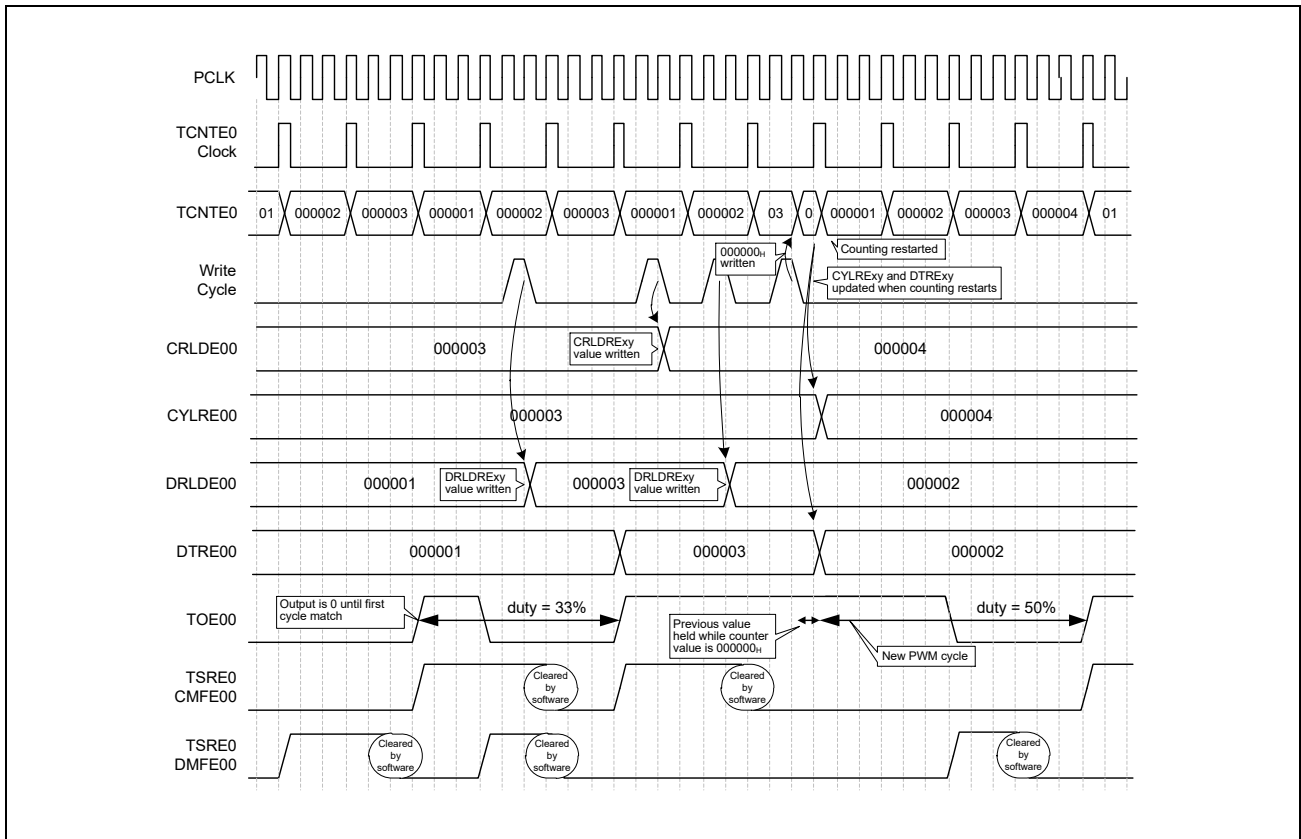 PCLK
TCNTE0
Clock
TCNTE0
01 000002 000003 000001 000002 000003 000001 000002 03 0 000001 000002 000003 000004 01
000000H
written
Counting restarted
Write
Cycle
CYLRExy and DTRExy
updated when counting restarts
CRLDE00
000003
CRLDRExy
value written
000004
CYLRE00
000003
000004
DRLDE00
000001
DRLDRExy
value written
000003
DRLDRExy
value written
000002
DTRE00
000001
000003
000002
TOE00
Output is 0 until first
cycle match
duty = 33%
Previous value
held while counter
value is 000000H
duty = 50%
New PWM cycle
TSRE0
CMFE00
Cleared
by
software
Cleared
by
software
TSRE0
DMFE00
Cleared
by
software
Cleared
by
software
Cleared
by
software